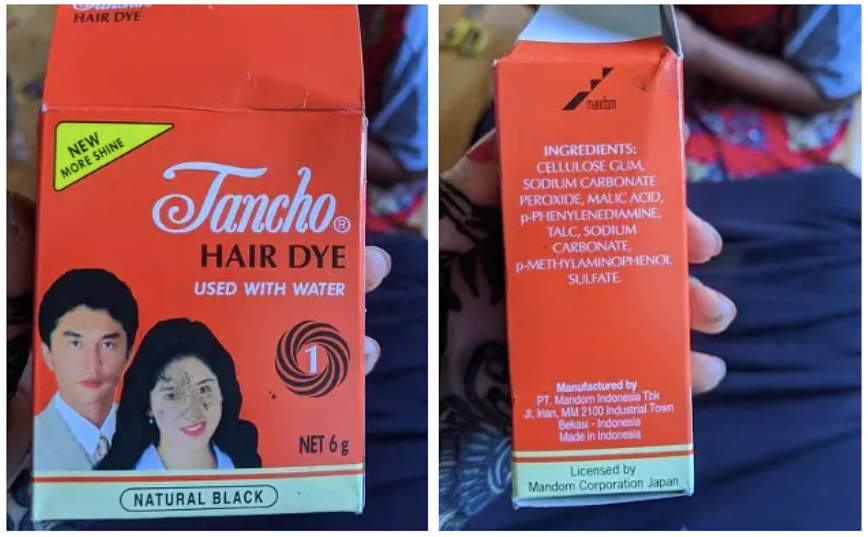 Tancho®
HAIR DYE
NEW
MORE SHINE
Tancho®
HAIR DYE
USED WITH WATER
1
NET 6 g
NATURAL BLACK
mandom
INGREDIENTS:
CELLULOSE GUM,
SODIUM CARBONATE
PEROXIDE, MALIC ACID,
p-PHENYLENEDIAMINE,
TALC, SODIUM
CARBONATE,
p-METHYLAMINOPHENOL
SULFATE.
Manufactured by
PT. Mandom Indonesia Tbk
Jl. Irian, MM 2100 Industrial Town
Bekasi - Indonesia
Made in Indonesia
Licensed by
Mandom Corporation Japan